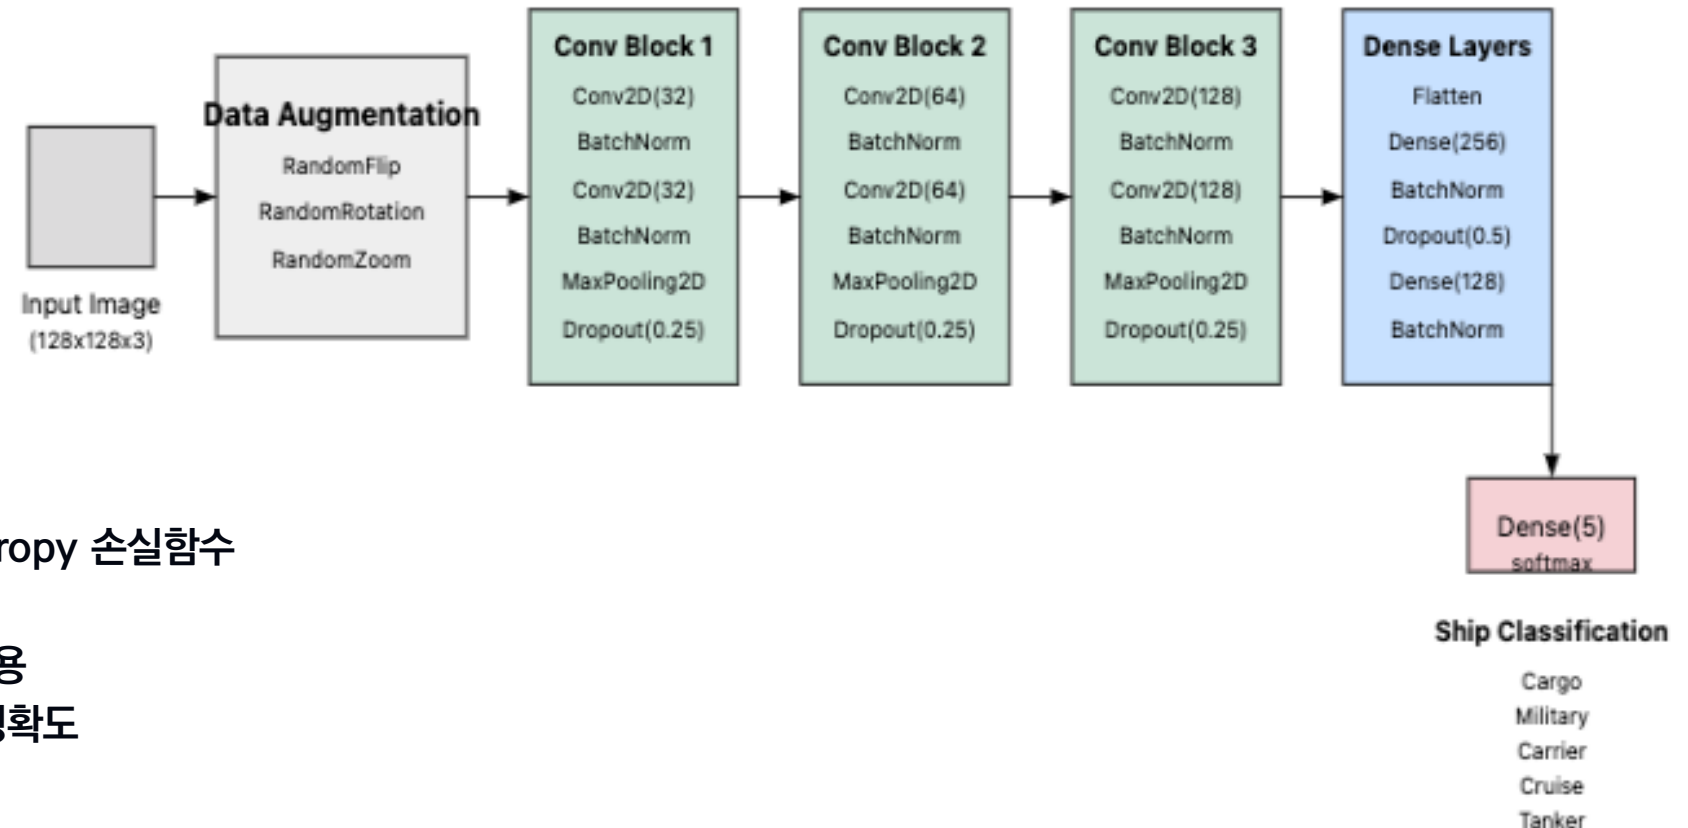 Input Image
(128x128x3)
Data Augmentation
RandomFlip
RandomRotation
RandomZoom
Conv Block 1
Conv2D(32)
BatchNorm
Conv2D(32)
BatchNorm
MaxPooling2D
Dropout(0.25)
Conv Block 2
Conv2D(64)
BatchNorm
Conv2D(64)
BatchNorm
MaxPooling2D
Dropout(0.25)
Conv Block 3
Conv2D(128)
BatchNorm
Conv2D(128)
BatchNorm
MaxPooling2D
Dropout(0.25)
Dense Layers
Flatten
Dense(256)
BatchNorm
Dropout(0.5)
Dense(128)
BatchNorm
Dense(5)
softmax
Ship Classification
Cargo
Military
Carrier
Cruise
Tanker
ropy 손실함수
용
확도